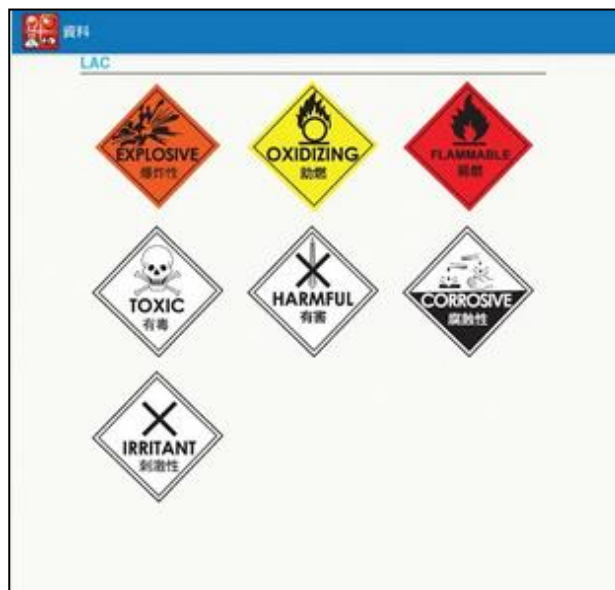 資料
LAC
EXPLOSIVE
爆炸性
OXIDIZING
助燃
FLAMMABLE
易燃
TOXIC
有毒
HARMFUL
有害
CORROSIVE
腐蝕性
IRRITANT
刺激性